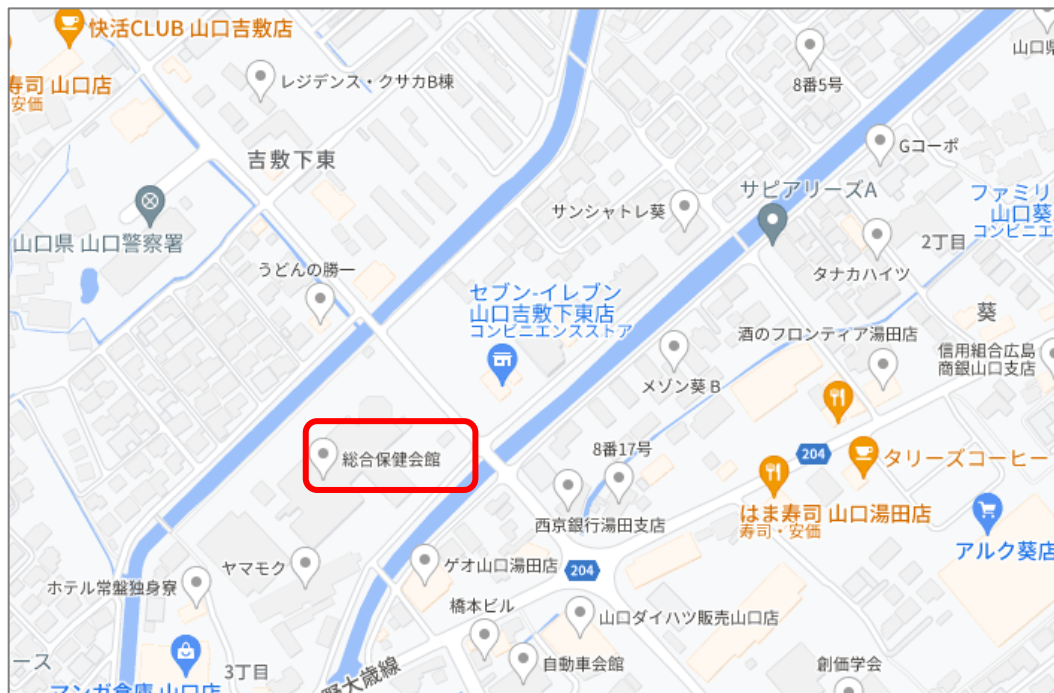 快活CLUB 山口吉敷店
寿司 山口店
安価
レジデンス・クサカB棟
8番5号
山口県
吉敷下東
Gコーポ
サピアリーズA
サンシャトレ葵
ファミリ
山口葵
コンビニエ
山口県 山口警察署
2丁目
タナカハイツ
うどんの勝一
セブン-イレブン
山口吉敷下東店
コンビニエンスストア
葵
酒のフロンティア湯田店
信用組合広島
商銀山口支店
メゾン葵 B
総合保健会館
8番17号
204
タリーズコーヒー
西京銀行湯田支店
はま寿司 山口湯田店
寿司・安価
アルク葵店
ヤマモク
ゲオ山口湯田店
204
ホテル常盤独身寮
橋本ビル
山口ダイハツ販売山口店
ース
3丁目
自動車会館
創価学会
マンガ倉庫 山口店
野大歳線